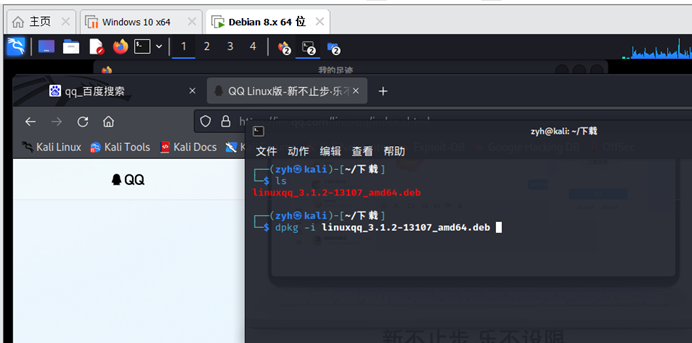 主页 Windows 10 x64 Debian 8.x 64 位
1 2 3 4
我的足迹
qq_百度搜索 QQ Linux版-新不止步·乐不
zyh@kali: ~/下载
Kali Linux Kali Tools Kali Docs
文件 动作 编辑 查看 帮助
QQ
┌──(zyh㉿kali)-[~/下载]
└─$ ls
linuxqq_3.1.2-13107_amd64.deb
┌──(zyh㉿kali)-[~/下载]
└─$ dpkg -i linuxqq_3.1.2-13107_amd64.deb
新不止步 乐不设限